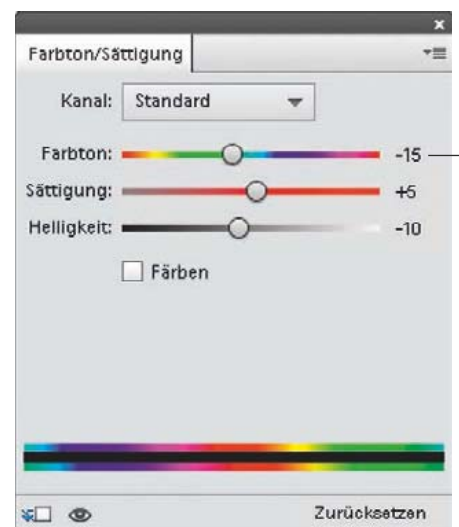 Farbton/Sättigung
Kanal: Standard
Farbton: -15
Sättigung: +5
Helligkeit: -10
Färben
Zurücksetzen